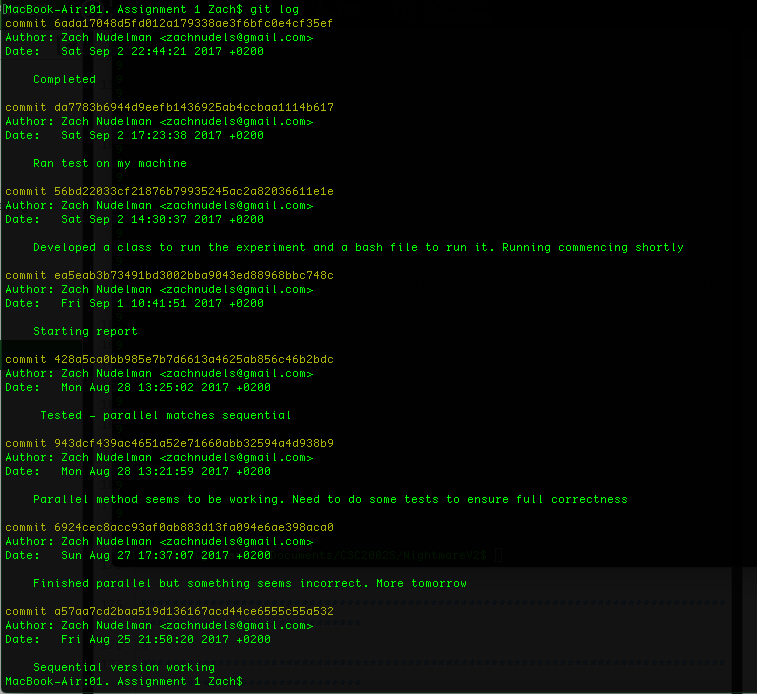 MacBook-Air:01. Assignment 1 Zach$ git log
commit 6ada17048d5fd012a179338ae3f6bfc0e4cf35ef
Author: Zach Nudelman <zachnudels@gmail.com>
Date:   Sat Sep 2 22:44:21 2017 +0200
Completed
commit da7783b6944d9eefb1436925ab4ccbaa1114b617
Author: Zach Nudelman <zachnudels@gmail.com>
Date:   Sat Sep 2 17:23:38 2017 +0200
Ran test on my machine
commit 56bd22033cf21876b79935245ac2a82036611e1e
Author: Zach Nudelman <zachnudels@gmail.com>
Date:   Sat Sep 2 14:30:37 2017 +0200
Developed a class to run the experiment and a bash file to run it. Running commencing shortly
commit ea5eab3b73491bd3002bba9043ed88968bbc748c
Author: Zach Nudelman <zachnudels@gmail.com>
Date:   Fri Sep 1 10:41:51 2017 +0200
Starting report
commit 428a5ca0bb985e7b7d6613a4625ab856c46b2bdc
Author: Zach Nudelman <zachnudels@gmail.com>
Date:   Mon Aug 28 13:25:02 2017 +0200
Tested - parallel matches sequential
commit 943dcf439ac4651a52e71660abb32594a4d938b9
Author: Zach Nudelman <zachnudels@gmail.com>
Date:   Mon Aug 28 13:21:59 2017 +0200
Parallel method seems to be working. Need to do some tests to ensure full correctness
commit 6924cec8acc93af0ab883d13fa094e6ae398aca0
Author: Zach Nudelman <zachnudels@gmail.com>
Date:   Sun Aug 27 17:37:07 2017 +0200
Finished parallel but something seems incorrect. More tomorrow
commit a57aa7cd2baa519d136167acd44ce6555c55a532
Author: Zach Nudelman <zachnudels@gmail.com>
Date:   Fri Aug 25 21:50:20 2017 +0200
Sequential version working
MacBook-Air:01. Assignment 1 Zach$